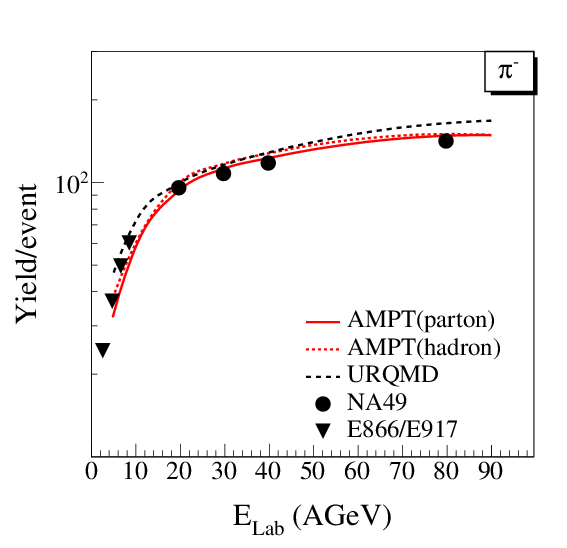 π⁻
10²
Yield/event
AMPT(parton)
AMPT(hadron)
URQMD
NA49
E866/E917
0 10 20 30 40 50 60 70 80 90
E_Lab (AGeV)